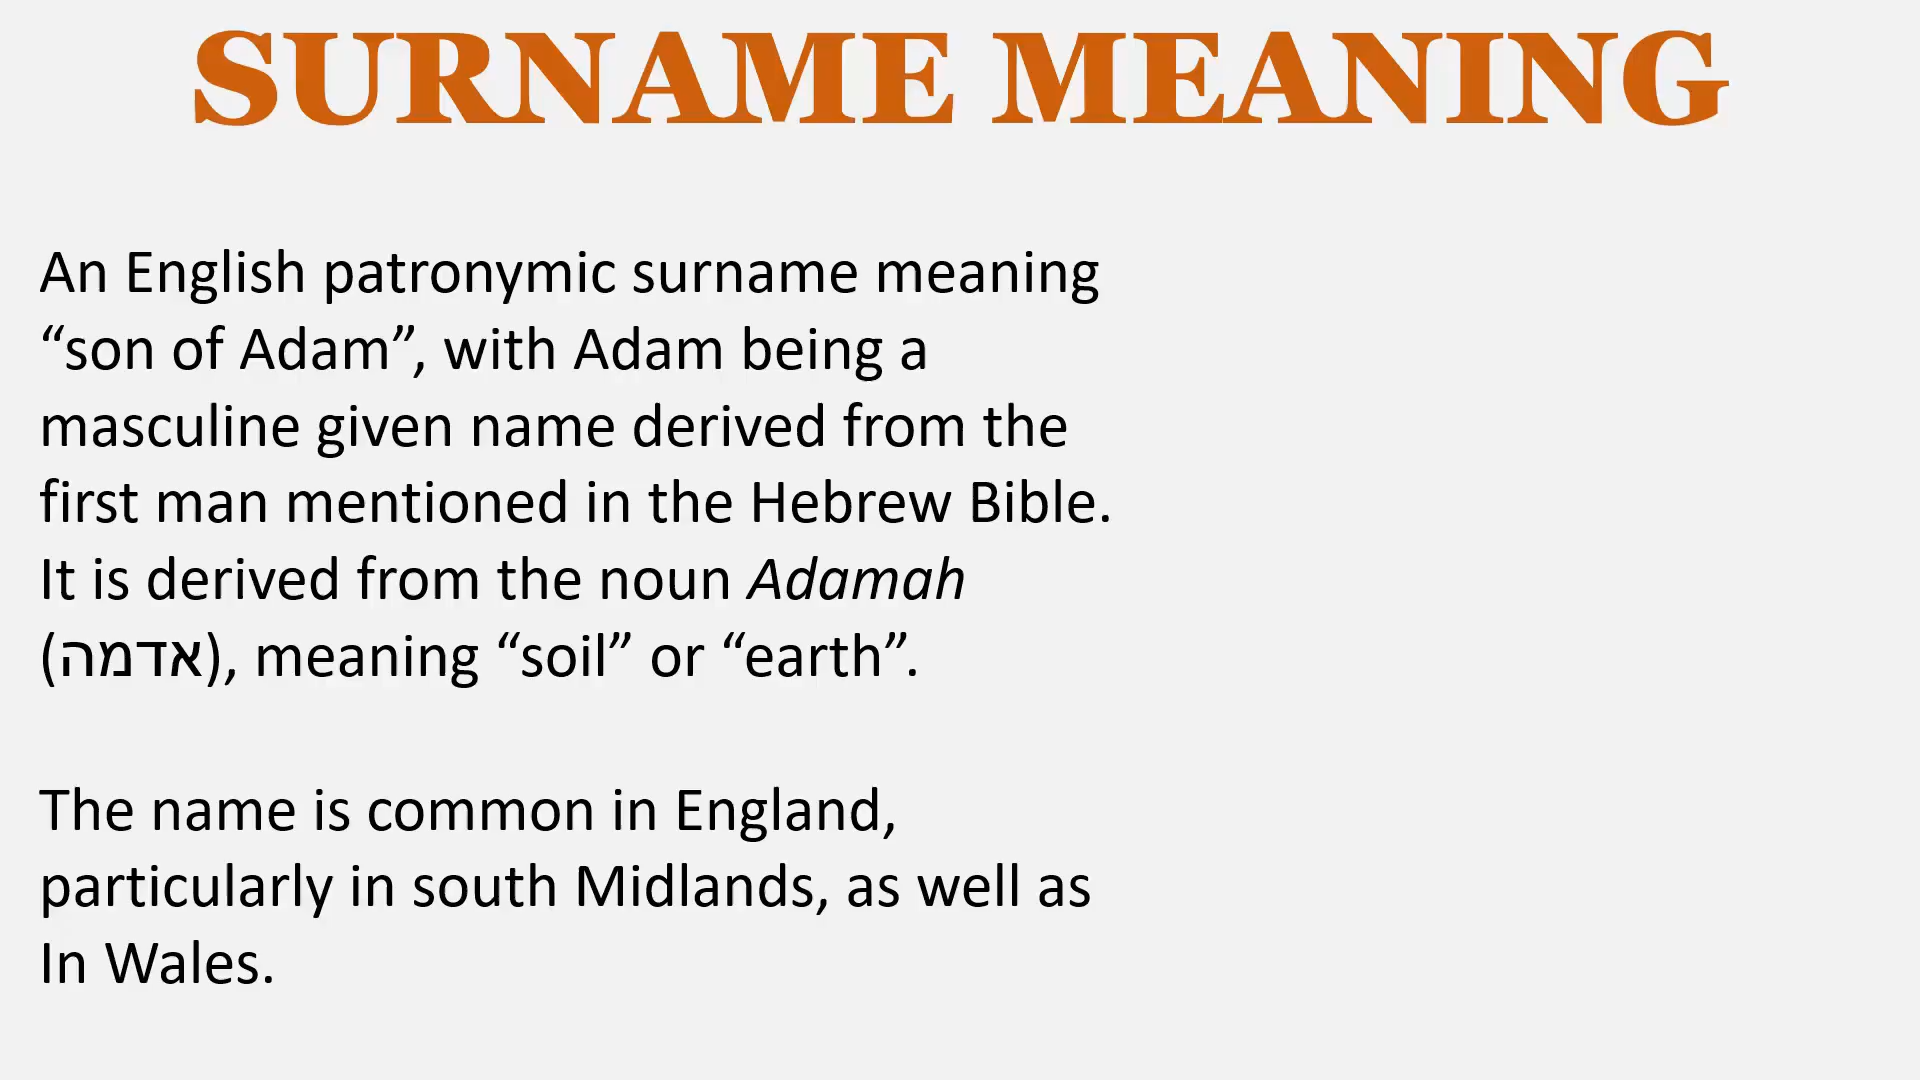 SURNAME MEANING
An English patronymic surname meaning
“son of Adam”, with Adam being a
masculine given name derived from the
first man mentioned in the Hebrew Bible.
It is derived from the noun Adamah
(אדמה), meaning “soil” or “earth”.
The name is common in England,
particularly in south Midlands, as well as
In Wales.